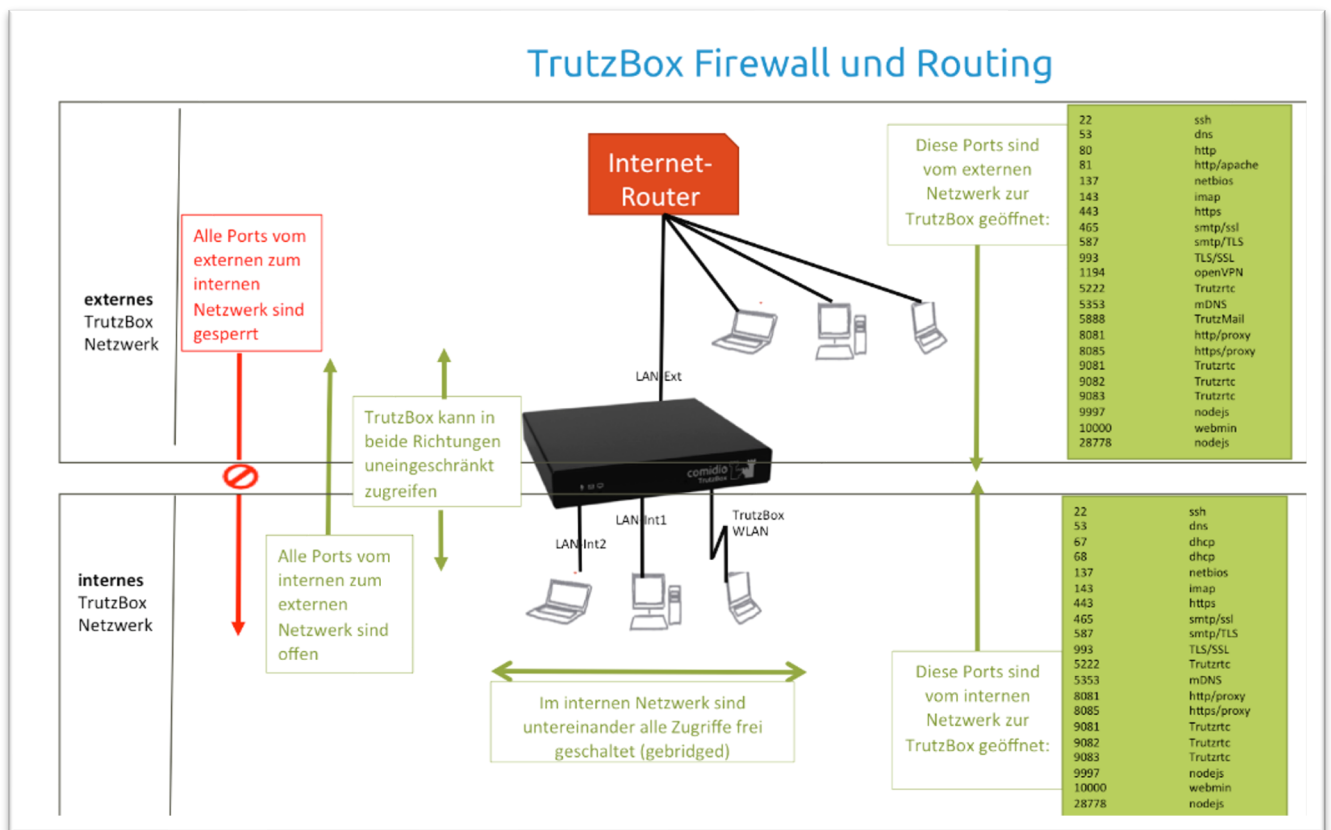 TrutzBox Firewall und Routing
externes
TrutzBox
Netzwerk
Alle Ports vom
externen zum
internen
Netzwerk sind
gesperrt
TrutzBox kann in
beide Richtungen
uneingeschränkt
zugreifen
Internet-
Router
LAN-Ext
comidio
TrutzBox
Diese Ports sind
vom externen
Netzwerk zur
TrutzBox geöffnet:
22 ssh
53 dns
80 http
81 http/apache
137 netbios
143 imap
443 https
465 smtp/ssl
587 smtp/TLS
993 TLS/SSL
1194 openVPN
5222 Trutzrtc
5353 mDNS
5888 TrutzMail
8081 http/proxy
8085 https/proxy
9081 Trutzrtc
9082 Trutzrtc
9083 Trutzrtc
9997 nodejs
10000 webmin
28778 nodejs
internes
TrutzBox
Netzwerk
Alle Ports vom
internen zum
externen
Netzwerk sind
offen
LAN-Int2
LAN-Int1
TrutzBox
WLAN
Im internen Netzwerk sind
untereinander alle Zugriffe frei
geschaltet (gebridged)
Diese Ports sind
vom internen
Netzwerk zur
TrutzBox geöffnet:
22 ssh
53 dns
67 dhcp
68 dhcp
137 netbios
143 imap
443 https
465 smtp/ssl
587 smtp/TLS
993 TLS/SSL
5222 Trutzrtc
5353 mDNS
8081 http/proxy
8085 https/proxy
9081 Trutzrtc
9082 Trutzrtc
9083 Trutzrtc
9997 nodejs
10000 webmin
28778 nodejs